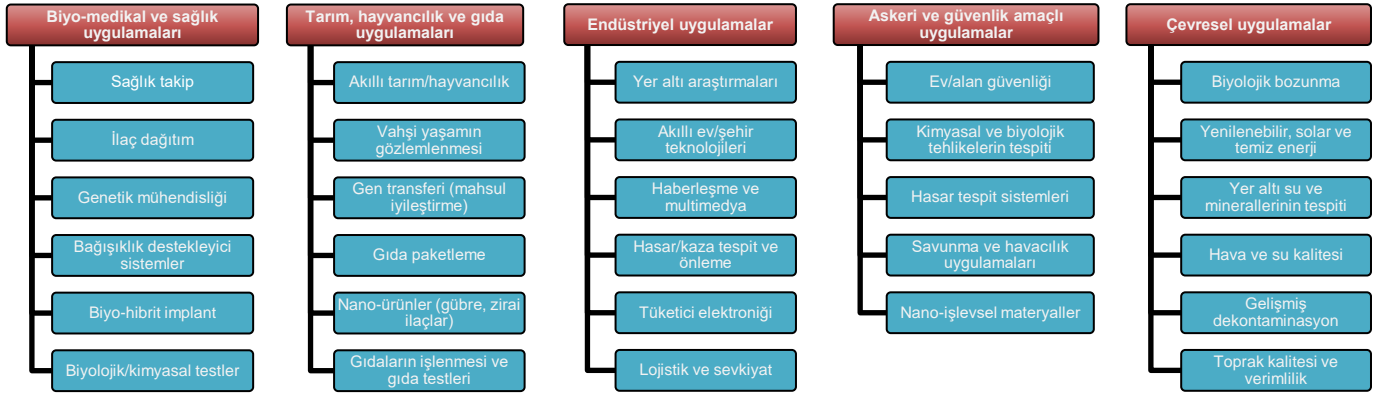 Biyo-medikal ve sağlık
uygulamaları
Sağlık takip
İlaç dağıtım
Genetik mühendisliği
Bağışıklık destekleyici
sistemler
Biyo-hibrit implant
Biyolojik/kimyasal testler
Tarım, hayvancılık ve gıda
uygulamaları
Akıllı tarım/hayvancılık
Vahşi yaşamın
gözlemlenmesi
Gen transferi (mahsul
iyileştirme)
Gıda paketleme
Nano-ürünler (gübre, zirai
ilaçlar)
Gıdaların işlenmesi ve
gıda testleri
Endüstriyel uygulamalar
Yer altı araştırmaları
Akıllı ev/şehir
teknolojileri
Haberleşme ve
multimedya
Hasar/kaza tespit ve
önleme
Tüketici elektroniği
Lojistik ve sevkiyat
Askeri ve güvenlik amaçlı
uygulamalar
Ev/alan güvenliği
Kimyasal ve biyolojik
tehlikelerin tespiti
Hasar tespit sistemleri
Savunma ve havacılık
uygulamaları
Nano-işlevsel materyaller
Çevresel uygulamalar
Biyolojik bozunma
Yenilenebilir, solar ve
temiz enerji
Yer altı su ve
minerallerinin tespiti
Hava ve su kalitesi
Gelişmiş
dekontaminasyon
Toprak kalitesi ve
verimlilik